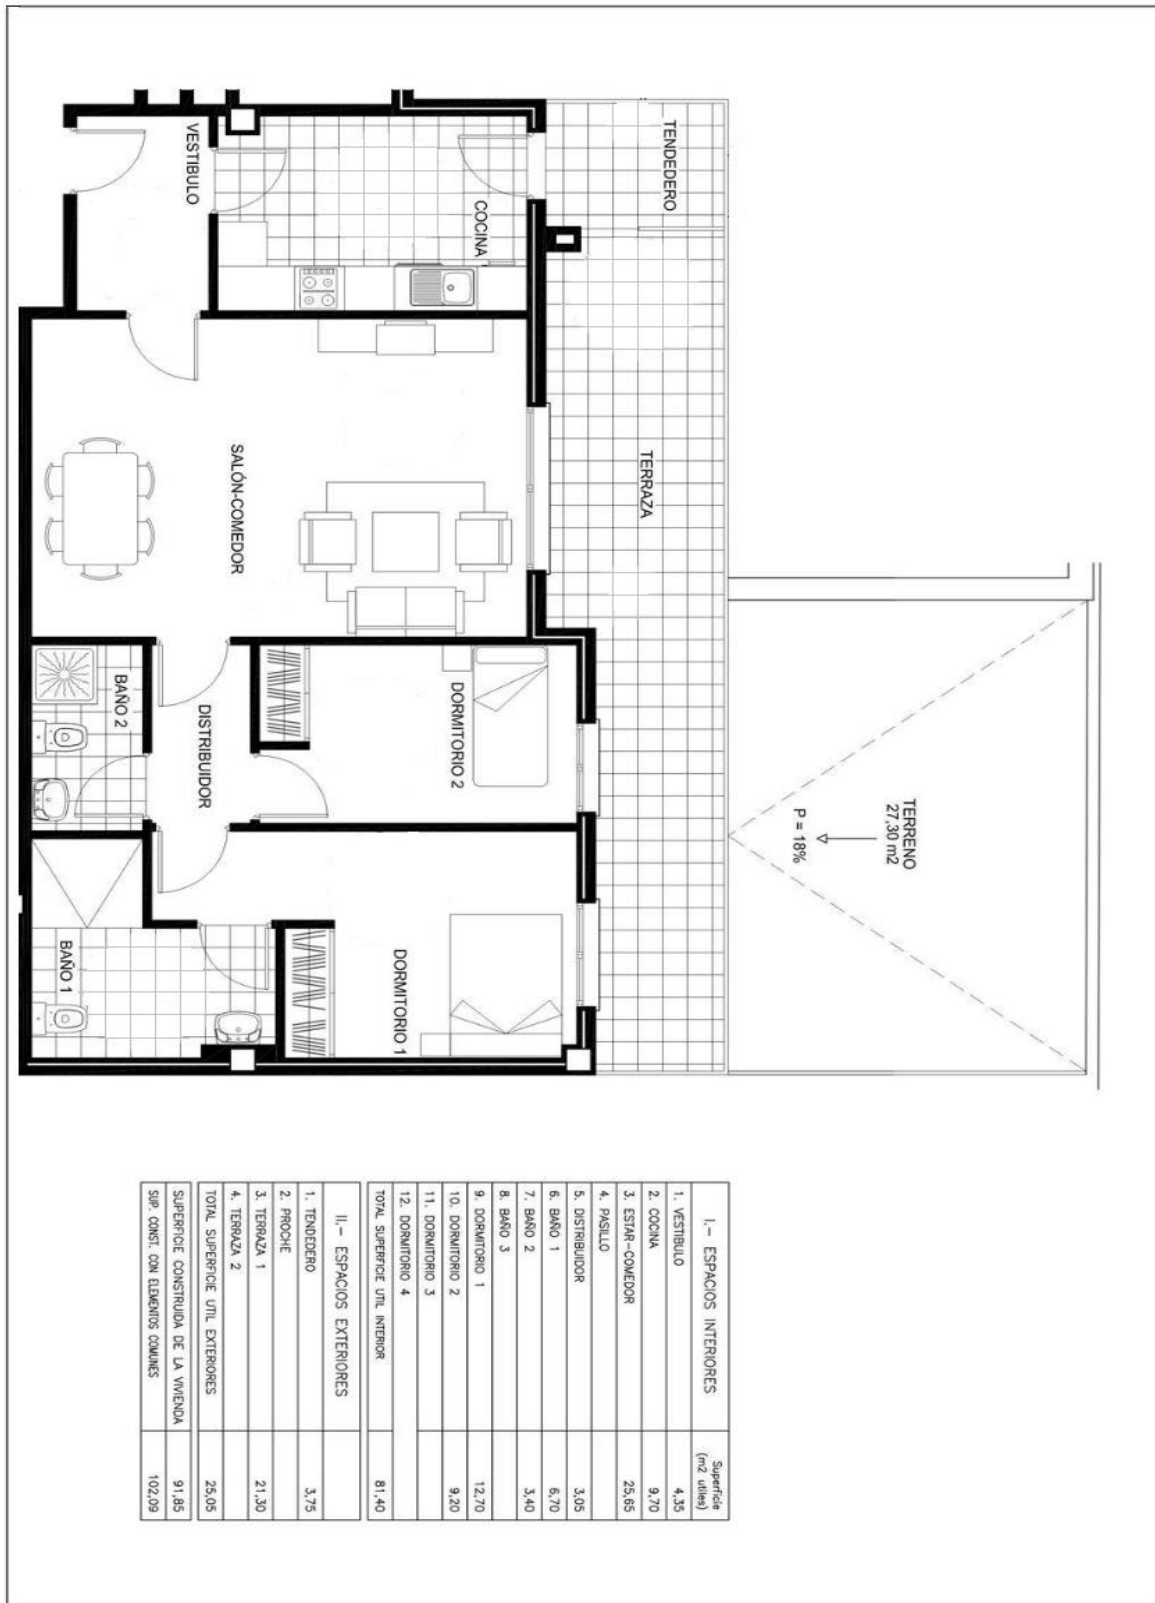 TENDEDERO
VESTIBULO
COCINA
TERRAZA
SALÓN-COMEDOR
TERRENO
27,30 m2
P = 18%
BAÑO 2
DISTRIBUIDOR
DORMITORIO 2
BAÑO 1
DORMITORIO 1
I.- ESPACIOS INTERIORES Superficie
(m2 utiles)
1. VESTIBULO 4,35
2. COCINA 9,70
3. ESTAR-COMEDOR 25,65
4. PASILLO
5. DISTRIBUIDOR 3,05
6. BAÑO 1 6,70
7. BAÑO 2 3,40
8. BAÑO 3
9. DORMITORIO 1 12,70
10. DORMITORIO 2 9,20
11. DORMITORIO 3
12. DORMITORIO 4
TOTAL SUPERFICIE UTIL INTERIOR 81,40
II.- ESPACIOS EXTERIORES
1. TENDEDERO 3,75
2. PROCHE
3. TERRAZA 1 21,30
4. TERRAZA 2
TOTAL SUPERFICIE UTIL EXTERIORES 25,05
SUPERFICIE CONSTRUIDA DE LA VIVIENDA 91,85
SUP. CONST. CON ELEMENTOS COMUNES 102,09